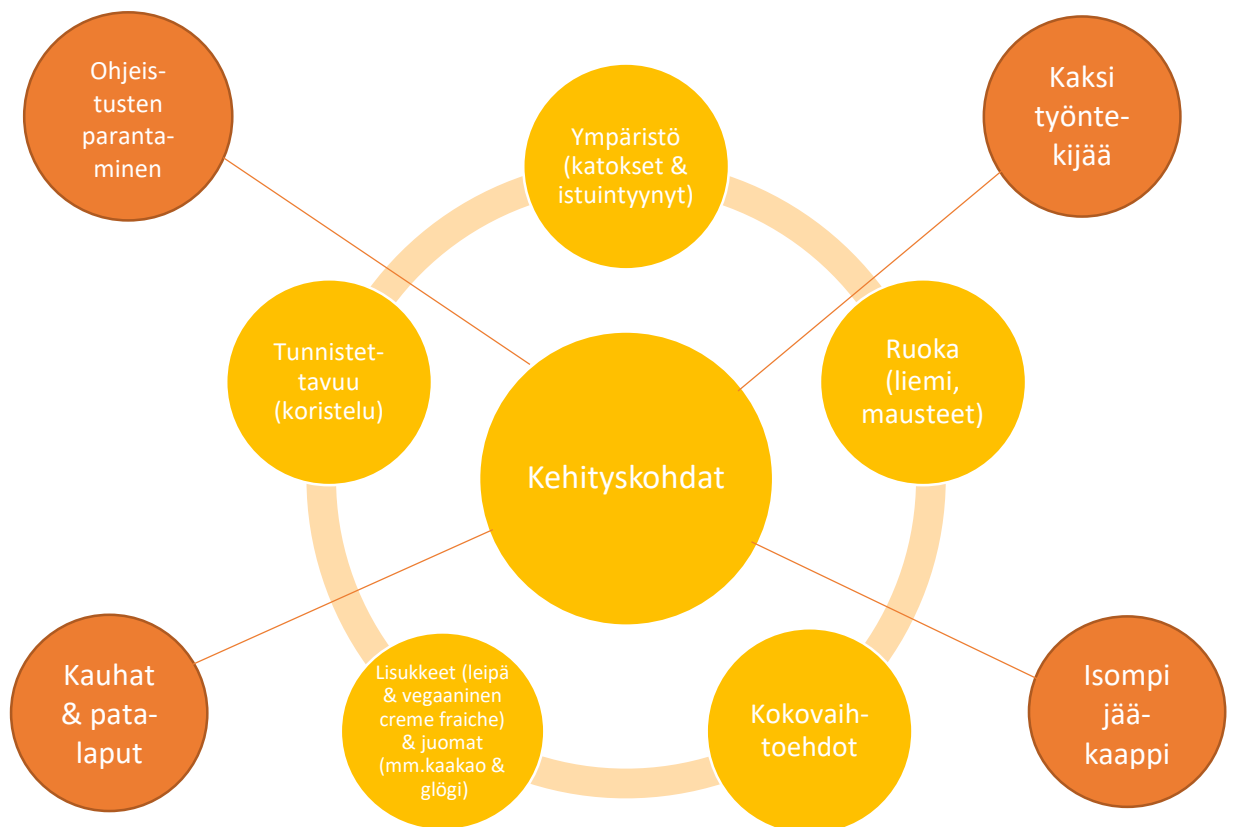 Ohjeis-
tusten
paranta-
minen
Kaksi
työnte-
kijää
Ympäristö
(katokset &
istuintyynyt)
Tunnistet-
tavuu
(koristelu)
Ruoka
(liemi,
mausteet)
Kehityskohdat
Kauhat
& pata-
laput
Lisukkeet (leipä
& vegaaninen
creme fraiche)
& juomat
(mm.kaakao &
glögi)
Kokovaih-
toehdot
Isompi
jää-
kaappi